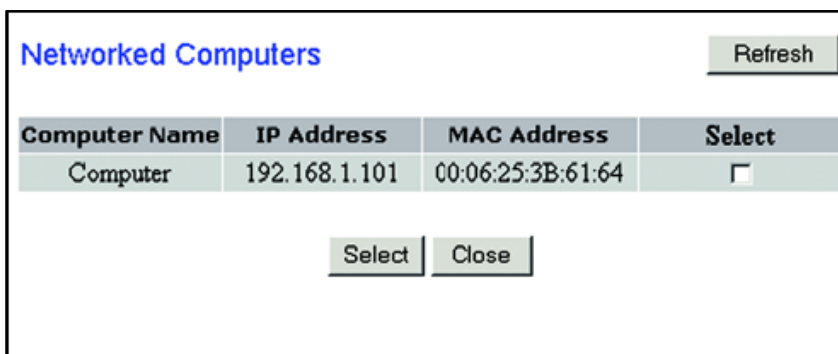 Networked Computers Refresh
Computer Name IP Address MAC Address Select
Computer 192.168.1.101 00:06:25:3B:61:64
Select Close